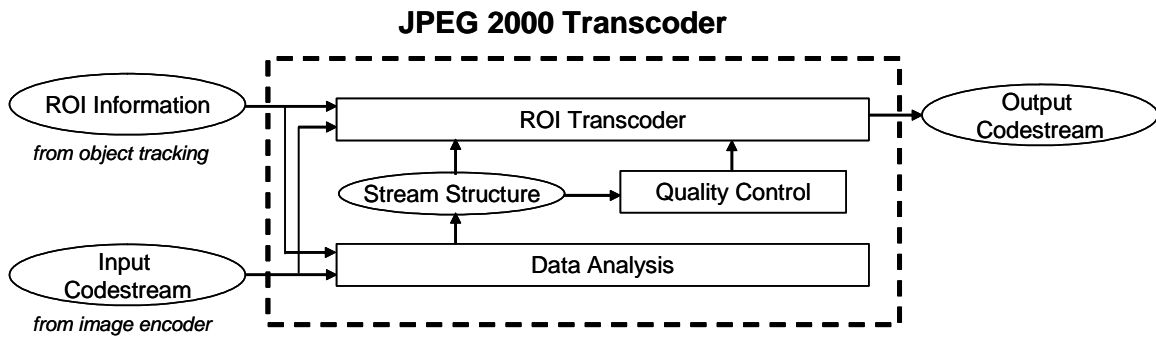 JPEG 2000 Transcoder
ROI Information
from object tracking
ROI Transcoder
Output
Codestream
Stream Structure
Quality Control
Input
Codestream
from image encoder
Data Analysis